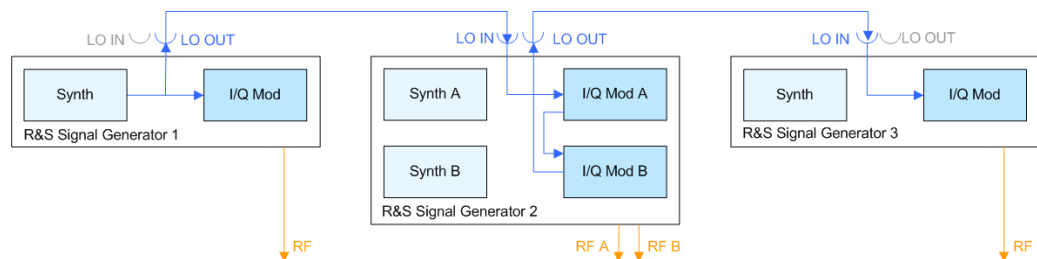 LO IN LO OUT
Synth
I/Q Mod
R&S Signal Generator 1
RF
LO IN LO OUT
Synth A
I/Q Mod A
Synth B
I/Q Mod B
R&S Signal Generator 2
RF A RF B
LO IN LO OUT
Synth
I/Q Mod
R&S Signal Generator 3
RF